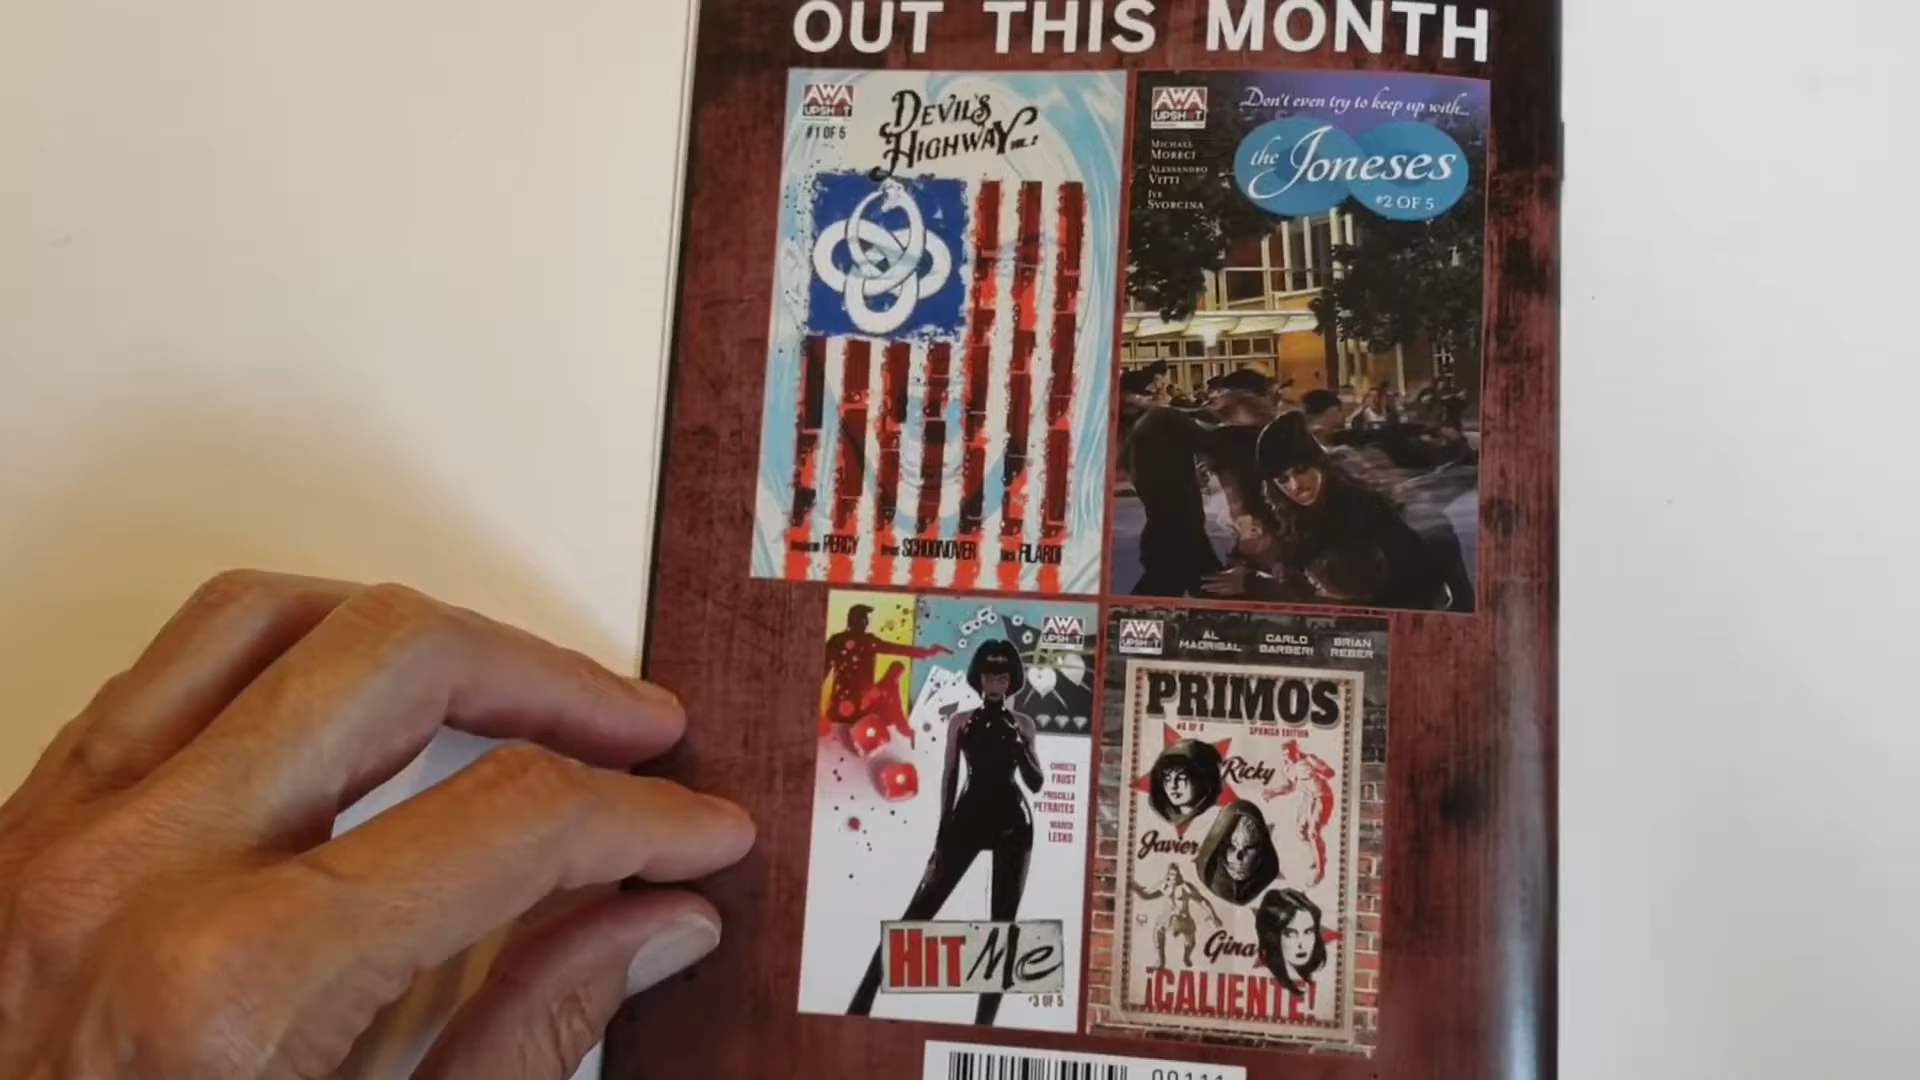 OUT THIS MONTH
AWA
UPSHOT
#1 OF 5
DEVIL'S
HIGHWAY VOL. 2
PERCY SCHOONOVER FILARDI
AWA
UPSHOT
Don't even try to keep up with...
the Joneses
#2 OF 5
MICHAEL
MORECI
ALESSANDRO
VITTI
IVE
SVORCINA
AWA
UPSHOT
CHRISTA
FAUST
PRISCILLA
PETRAITES
MARCO
LESKO
HIT Me
#3 OF 5
AWA
UPSHOT
AL
MADRIGAL
CARLO
BARBERI
BRIAN
REBER
PRIMOS
SPANISH EDITION
Ricky
Javier
Gina
¡CALIENTE!
00111